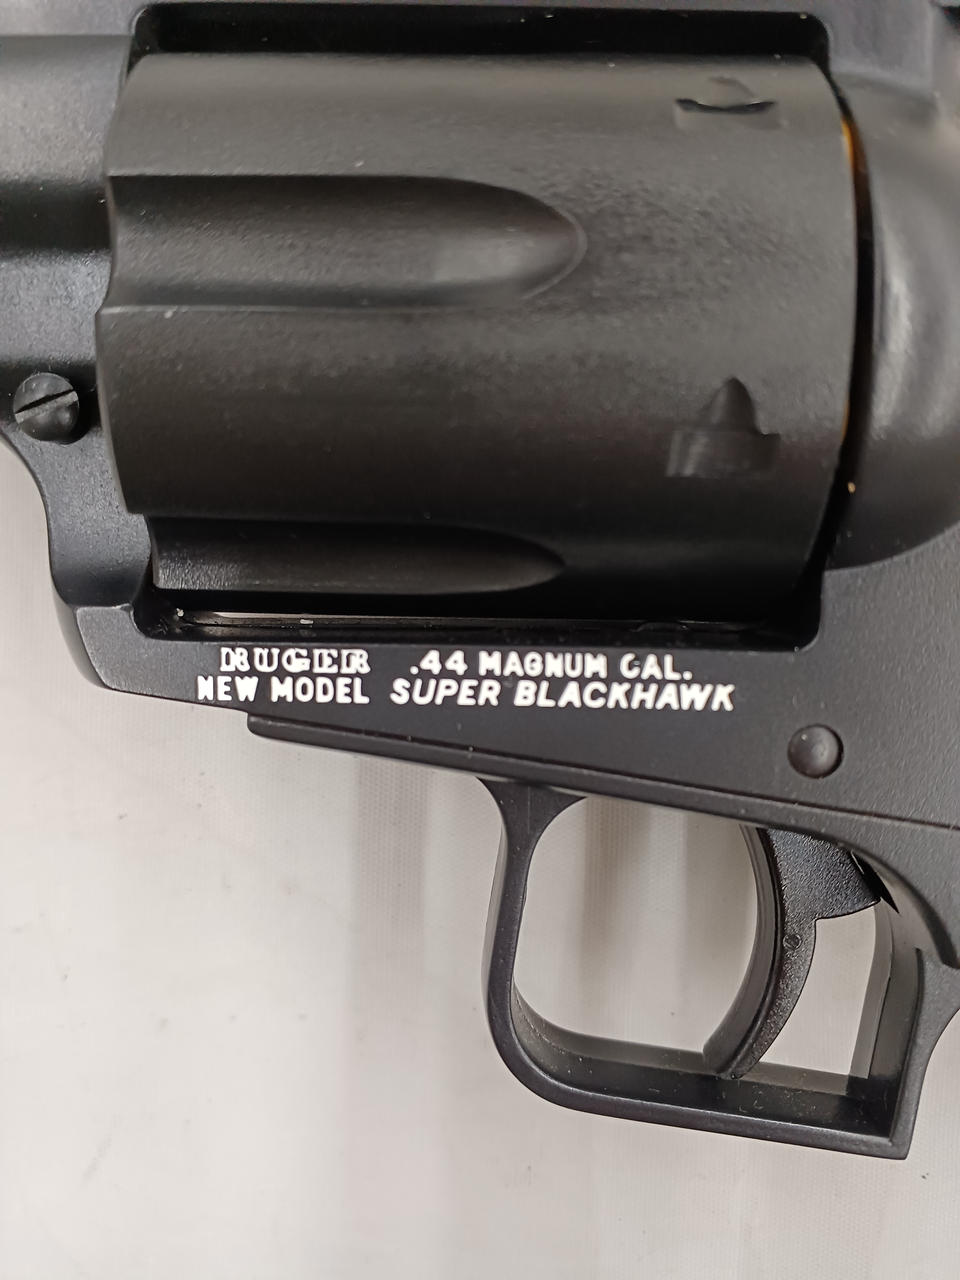 RUGER .44 MAGNUM CAL.
NEW MODEL SUPER BLACKHAWK